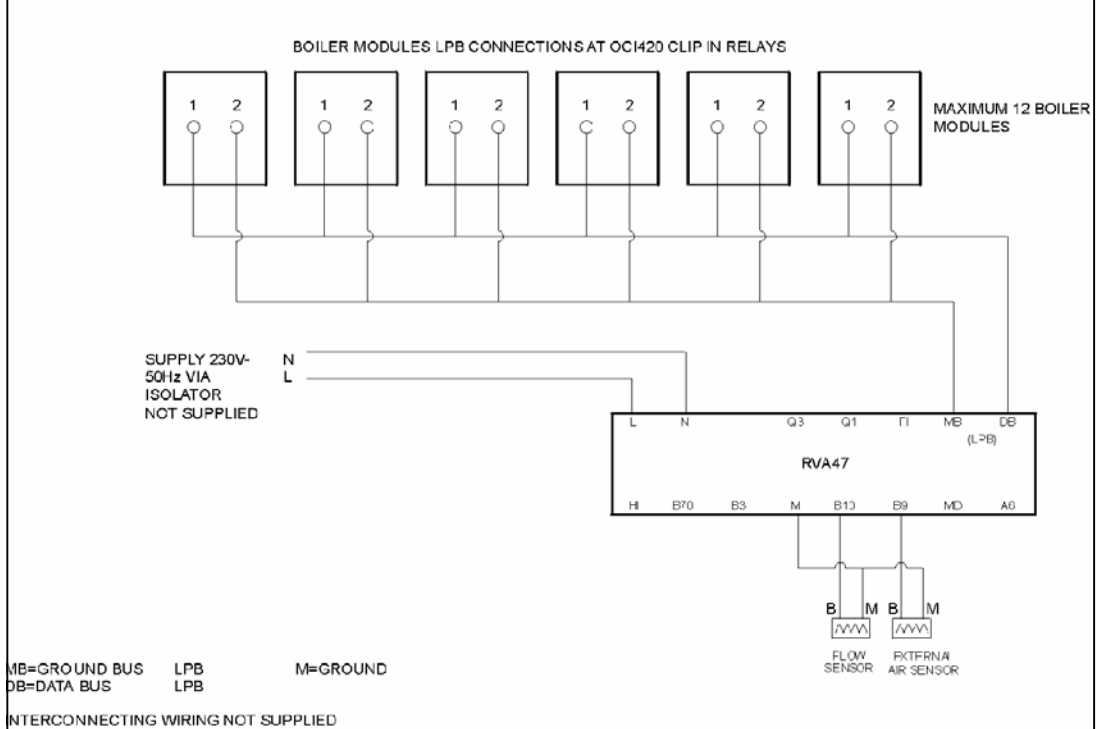 BOILER MODULES LPB CONNECTIONS AT OCI420 CLIP IN RELAYS
1 2 1 2 1 2 1 2 1 2 1 2
MAXIMUM 12 BOILER
MODULES
SUPPLY 230V- N
50Hz VIA L
ISOLATOR
NOT SUPPLIED
L N Q3 Q1 MB DB
(LPB)
RVA47
HI B70 B3 M B10 B9 MD A6
B M B M
FLOW
SENSOR
EXTERNAL
AIR SENSOR
MB=GROUND BUS LPB M=GROUND
DB=DATA BUS LPB
INTERCONNECTING WIRING NOT SUPPLIED